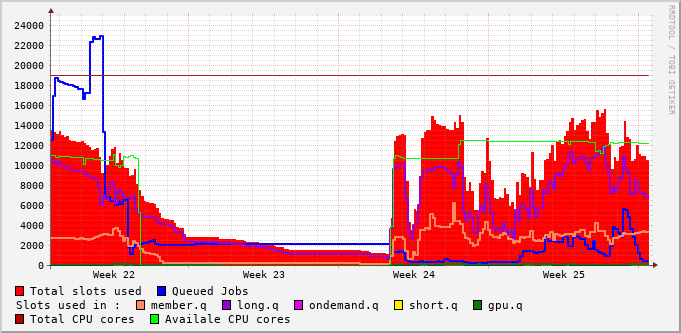 RRDTOOL / TOBI OETIKER
24000
22000
20000
18000
16000
14000
12000
10000
8000
6000
4000
2000
0
Week 22 Week 23 Week 24 Week 25
Total slots used Queued Jobs
Slots used in : member.q long.q ondemand.q short.q gpu.q
Total CPU cores Availale CPU cores